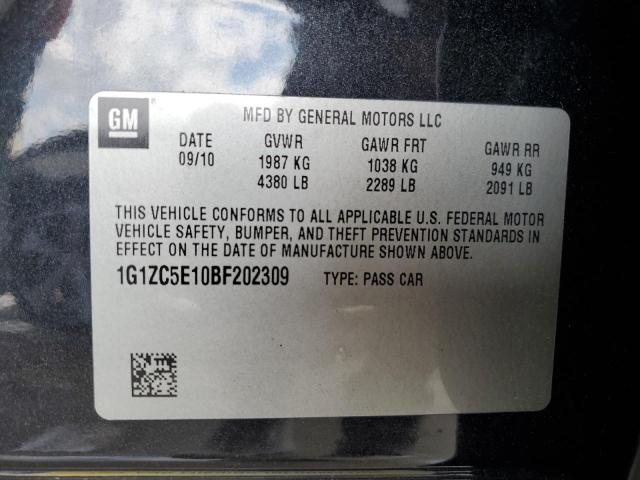 GM
MFD BY GENERAL MOTORS LLC
DATE GVWR GAWR FRT GAWR RR
09/10 1987 KG 1038 KG 949 KG
4380 LB 2289 LB 2091 LB
THIS VEHICLE CONFORMS TO ALL APPLICABLE U.S. FEDERAL MOTOR
VEHICLE SAFETY, BUMPER, AND THEFT PREVENTION STANDARDS IN
EFFECT ON THE DATE OF MANUFACTURE SHOWN ABOVE.
1G1ZC5E10BF202309 TYPE: PASS CAR